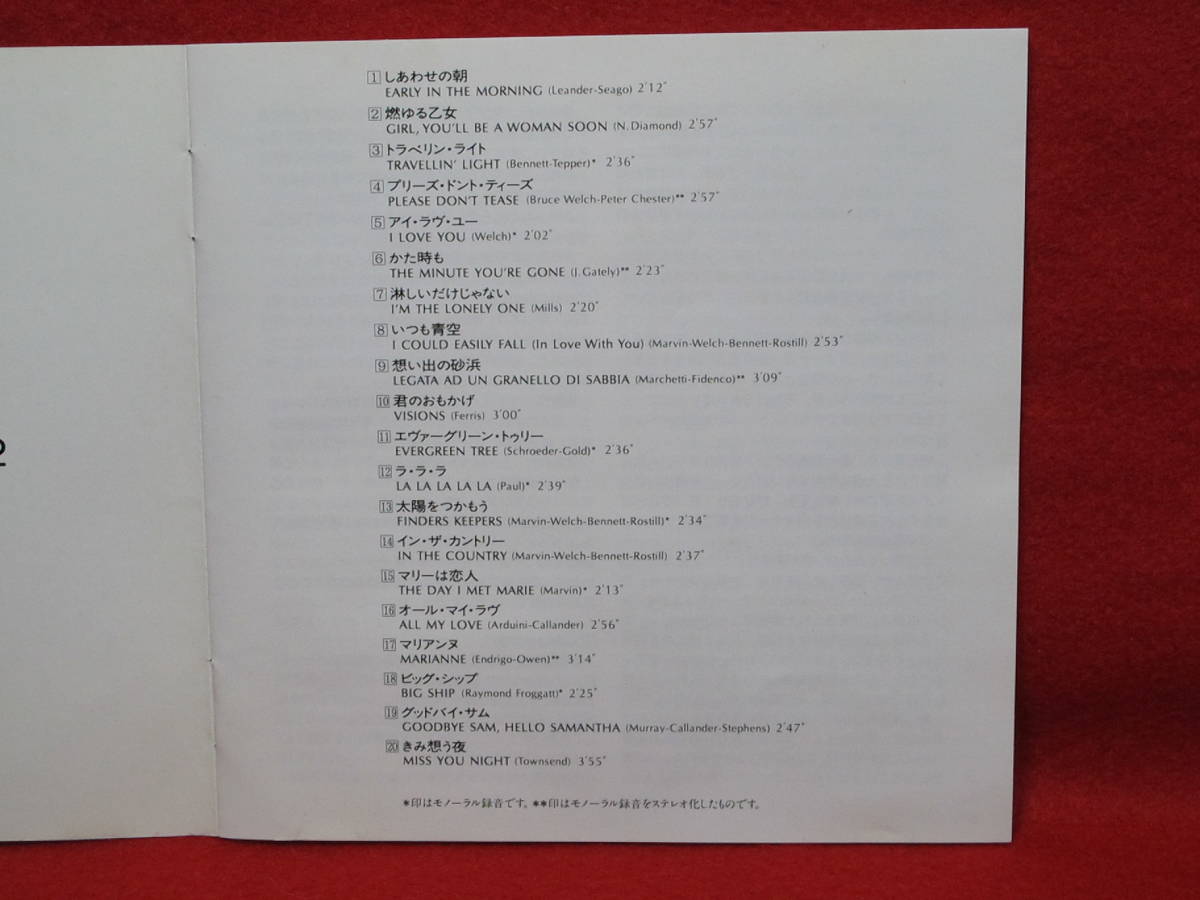 2
1 しあわせの朝
EARLY IN THE MORNING (Leander-Seago) 2'12"
2 燃ゆる乙女
GIRL, YOU'LL BE A WOMAN SOON (N. Diamond) 2'57"
3 トラベリン・ライト
TRAVELLIN' LIGHT (Bennett-Tepper)* 2'36"
4 プリーズ・ドント・ティーズ
PLEASE DON'T TEASE (Bruce Welch-Peter Chester)** 2'57"
5 アイ・ラヴ・ユー
I LOVE YOU (Welch)* 2'02"
6 かた時も
THE MINUTE YOU'RE GONE (J. Gately)** 2'23"
7 淋しいだけじゃない
I'M THE LONELY ONE (Mills) 2'20"
8 いつも青空
I COULD EASILY FALL (In Love With You) (Marvin-Welch-Bennett-Rostill) 2'53"
9 想い出の砂浜
LEGATA AD UN GRANELLO DI SABBIA (Marchetti-Fidenco)** 3'09"
10 君のおもかげ
VISIONS (Ferris) 3'00"
11 エヴァーグリーン・トゥリー
EVERGREEN TREE (Schroeder-Gold)* 2'36"
12 ラ・ラ・ラ
LA LA LA LA LA (Paul)* 2'39"
13 太陽をつかもう
FINDERS KEEPERS (Marvin-Welch-Bennett-Rostill)* 2'34"
14 イン・ザ・カントリー
IN THE COUNTRY (Marvin-Welch-Bennett-Rostill) 2'37"
15 マリーは恋人
THE DAY I MET MARIE (Marvin)* 2'13"
16 オール・マイ・ラヴ
ALL MY LOVE (Arduini-Callander) 2'56"
17 マリアンヌ
MARIANNE (Endrigo-Owen)** 3'14"
18 ビッグ・シップ
BIG SHIP (Raymond Froggatt)* 2'25"
19 グッドバイ・サム
GOODBYE SAM, HELLO SAMANTHA (Murray-Callander-Stephens) 2'47"
20 きみ想う夜
MISS YOU NIGHT (Townsend) 3'55"
*印はモノーラル録音です。**印はモノーラル録音をステレオ化したものです。